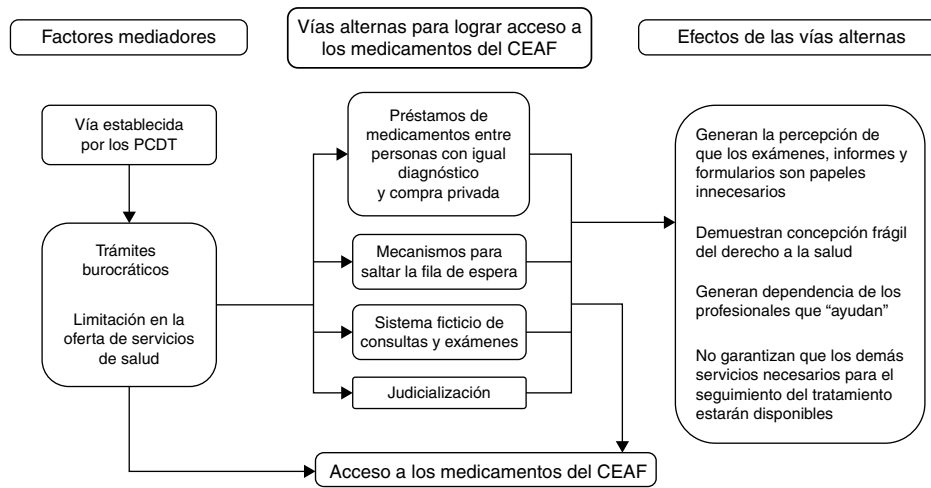 Factores mediadores
Vías alternas para lograr acceso a
los medicamentos del CEAF
Efectos de las vías alternas
Vía establecida
por los PCDT
Trámites
burocráticos
Limitación en la
oferta de servicios
de salud
Préstamos de
medicamentos entre
personas con igual
diagnóstico
y compra privada
Mecanismos para
saltar la fila de espera
Sistema ficticio de
consultas y exámenes
Judicialización
Generan la percepción de
que los exámenes, informes y
formularios son papeles
innecesarios
Demuestran concepción frágil
del derecho a la salud
Generan dependencia de los
profesionales que “ayudan”
No garantizan que los demás
servicios necesarios para el
seguimiento del tratamiento
estarán disponibles
Acceso a los medicamentos del CEAF